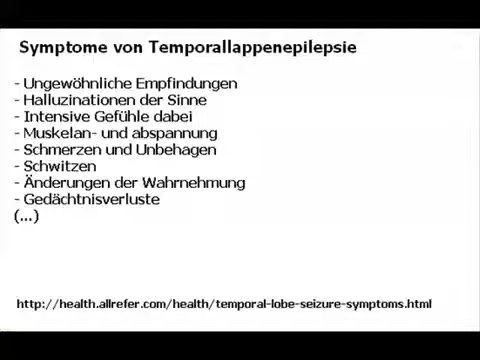 Symptome von Temporallappenepilepsie
- Ungewöhnliche Empfindungen
- Halluzinationen der Sinne
- Intensive Gefühle dabei
- Muskelan- und abspannung
- Schmerzen und Unbehagen
- Schwitzen
- Änderungen der Wahrnehmung
- Gedächtnisverluste
(...)
http://health.allrefer.com/health/temporal-lobe-seizure-symptoms.html